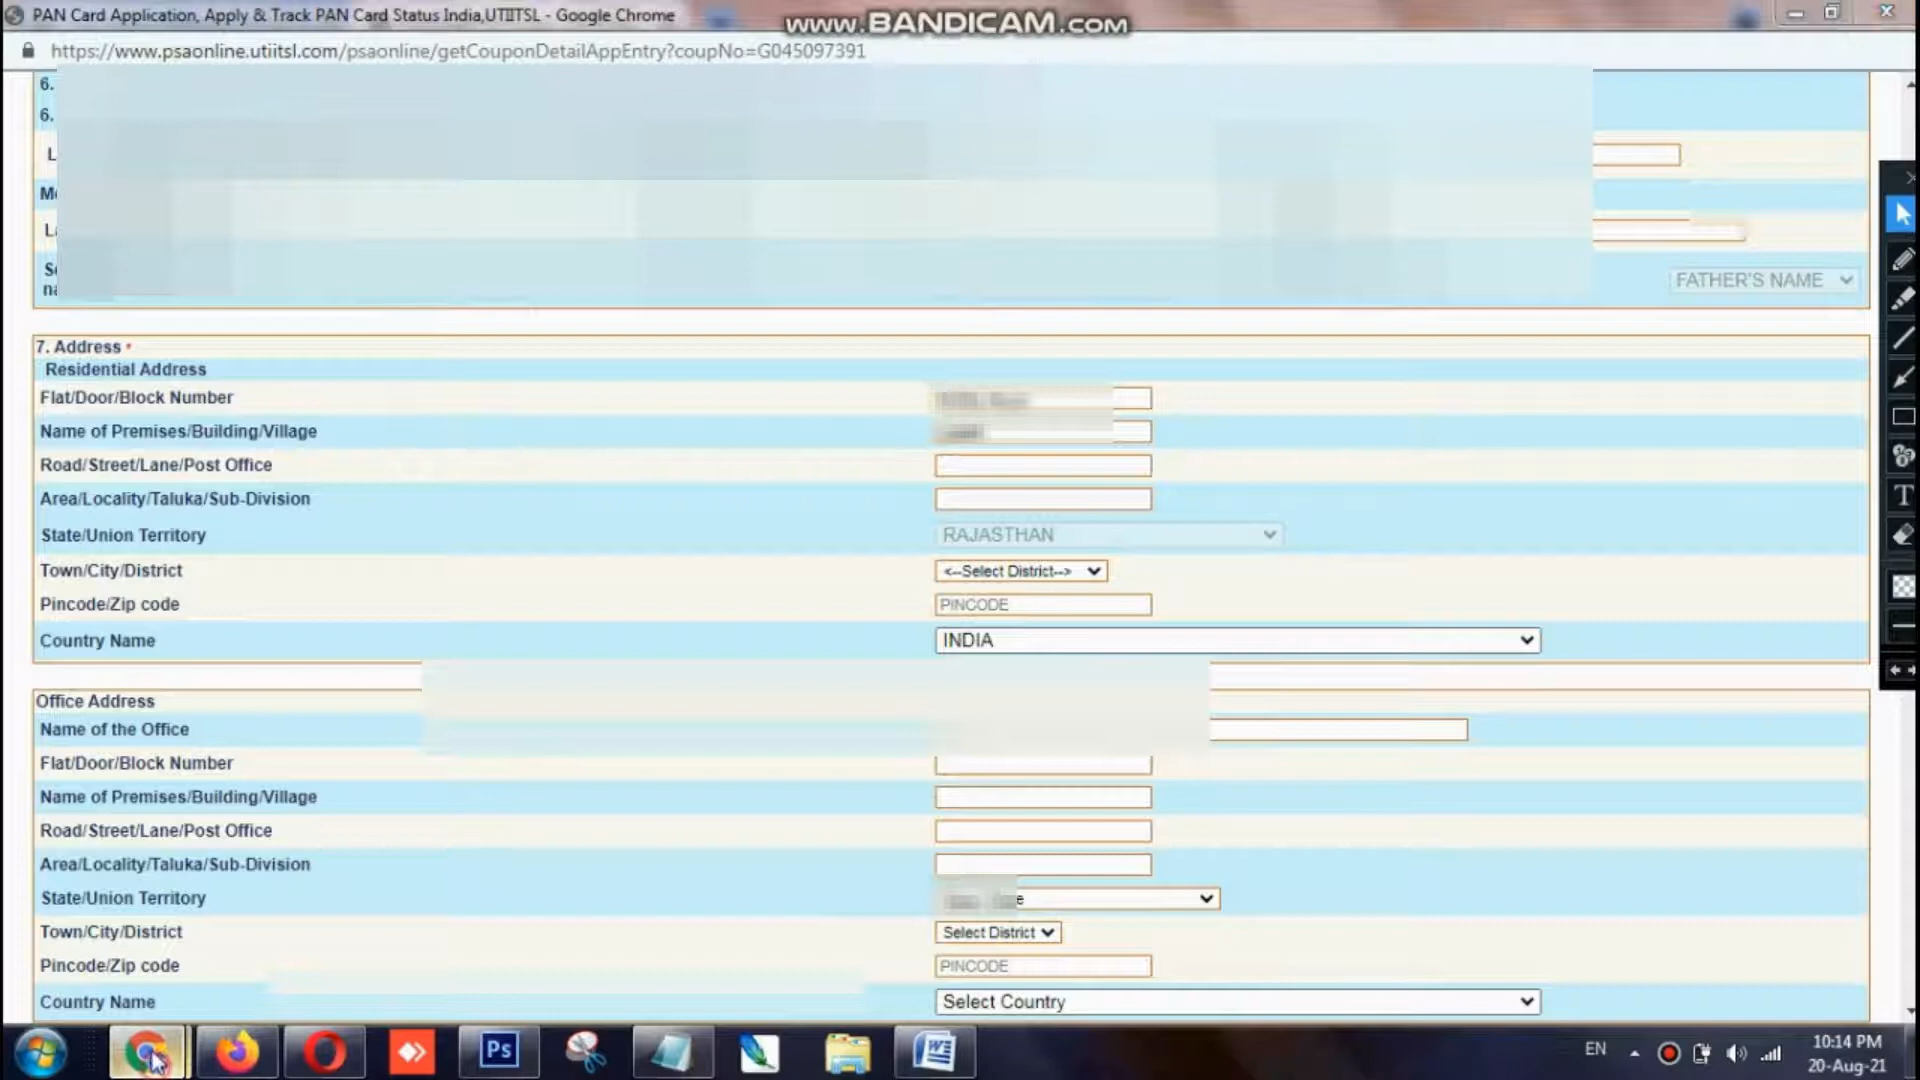 PAN Card Application, Apply & Track PAN Card Status India,UTIITSL - Google Chrome
www.BANDICAM.com
https://www.psaonline.utiitsl.com/psaonline/getCouponDetailAppEntry?coupNo=G045097391
6.
6.
FATHER'S NAME
7. Address *
Residential Address
Flat/Door/Block Number
Name of Premises/Building/Village
Road/Street/Lane/Post Office
Area/Locality/Taluka/Sub-Division
State/Union Territory RAJASTHAN
Town/City/District <--Select District-->
Pincode/Zip code PINCODE
Country Name INDIA
Office Address
Name of the Office
Flat/Door/Block Number
Name of Premises/Building/Village
Road/Street/Lane/Post Office
Area/Locality/Taluka/Sub-Division
State/Union Territory
Town/City/District Select District
Pincode/Zip code PINCODE
Country Name Select Country
Ps
EN
10:14 PM
20-Aug-21